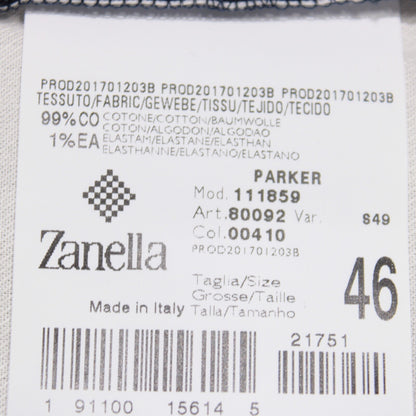 PROD201701203B PROD201701203B PROD201701203B
TESSUTO/FABRIC/GEWEBE/TISSU/TEJIDO/TECIDO
99%CO COTONE/COTTON/BAUMWOLLE
COTON/ALGODON/ALGODAO
1%EA ELASTAM/ELASTANE/ELASTHAN
ELASTHANNE/ELASTANO/ELASTANO
PARKER
Mod. 111859
Art. 80092 Var. S49
Col. 00410
PROD201701203B
Zanella
Taglia/Size
Grosse/Taille
Talla/Tamanho
46
Made in Italy
21751
1 91100 15614 5